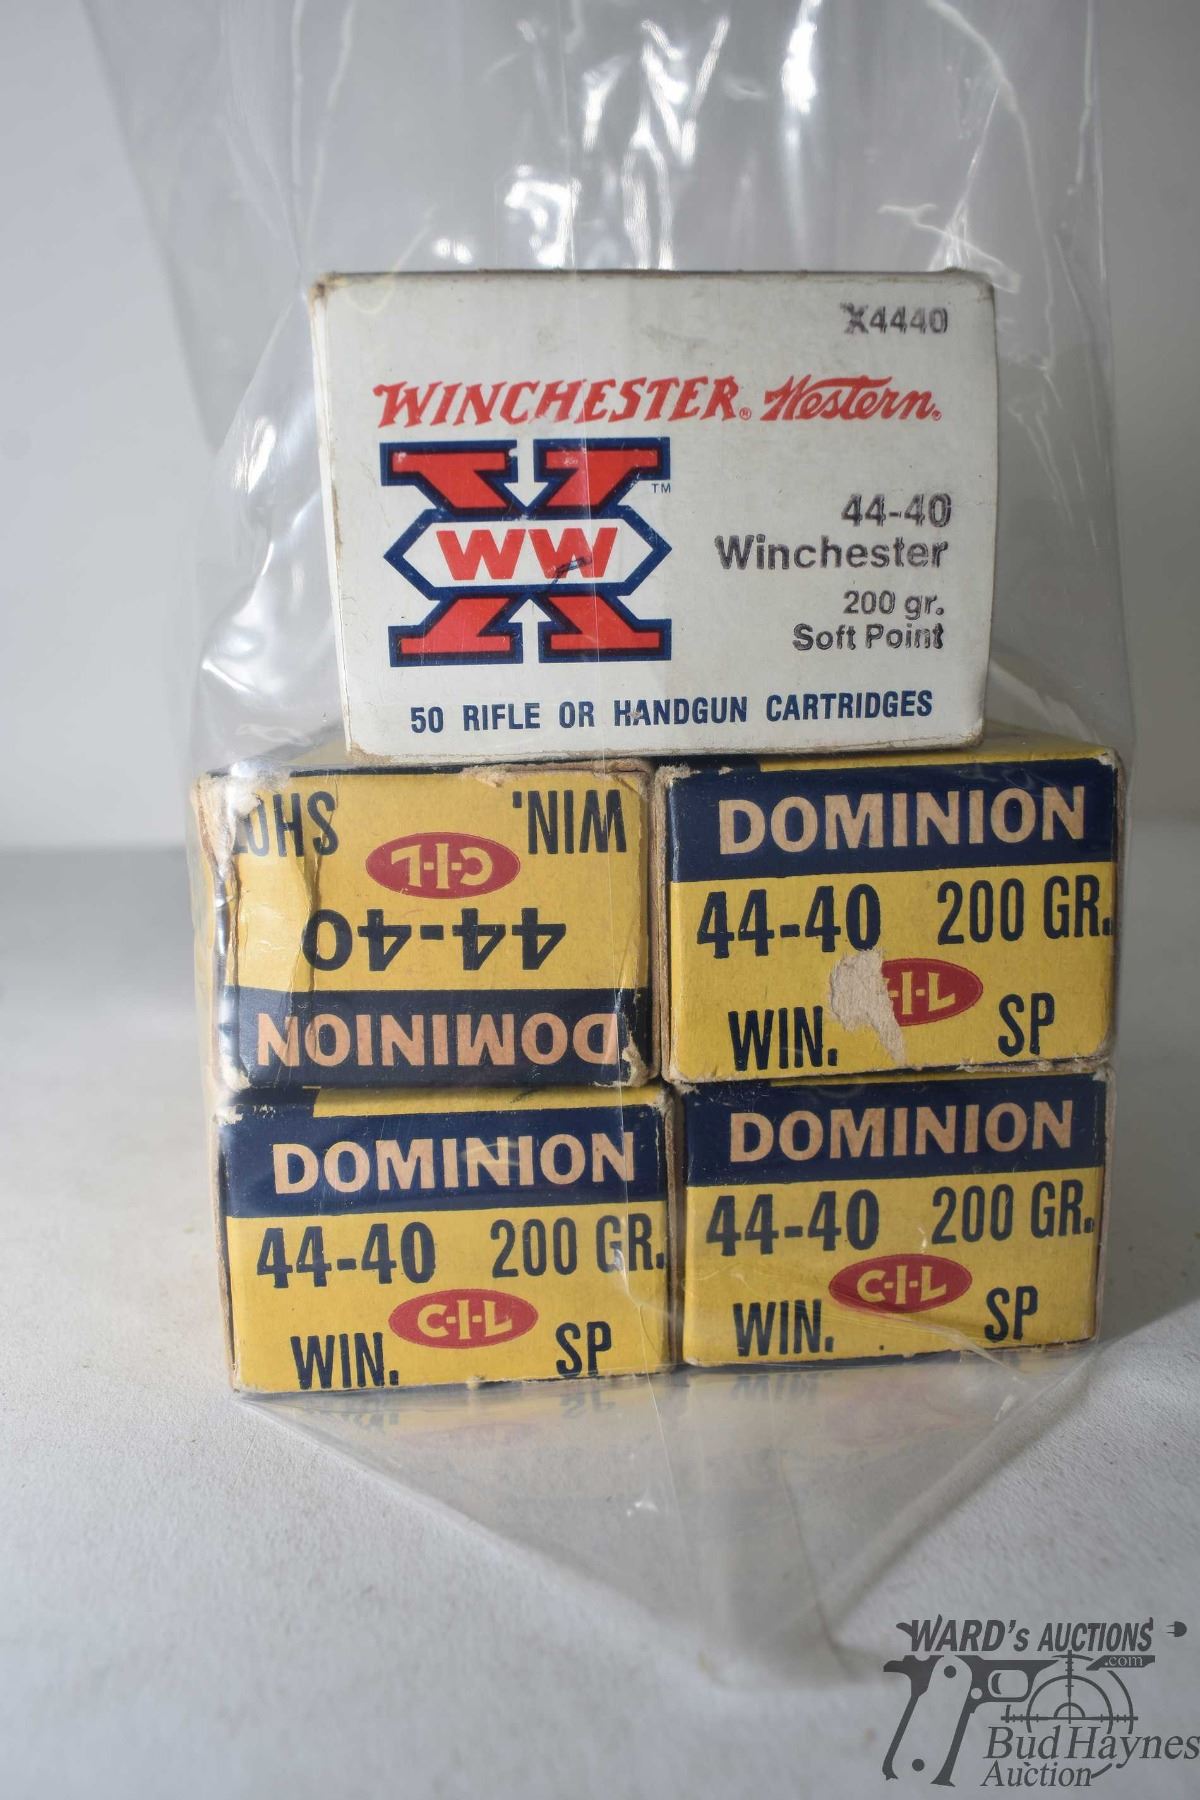 X4440
WINCHESTER® Western®
TM
WW
44-40
Winchester
200 gr.
Soft Point
50 RIFLE OR HANDGUN CARTRIDGES
DOMINION
44-40
C-I-L
WIN.
DOMINION
44-40 200 GR.
WIN. SP
DOMINION
44-40 200 GR.
C-I-L
WIN. SP
DOMINION
44-40 200 GR.
C-I-L
WIN. SP
WARD's AUCTIONS
.com
Bud Haynes
Auction